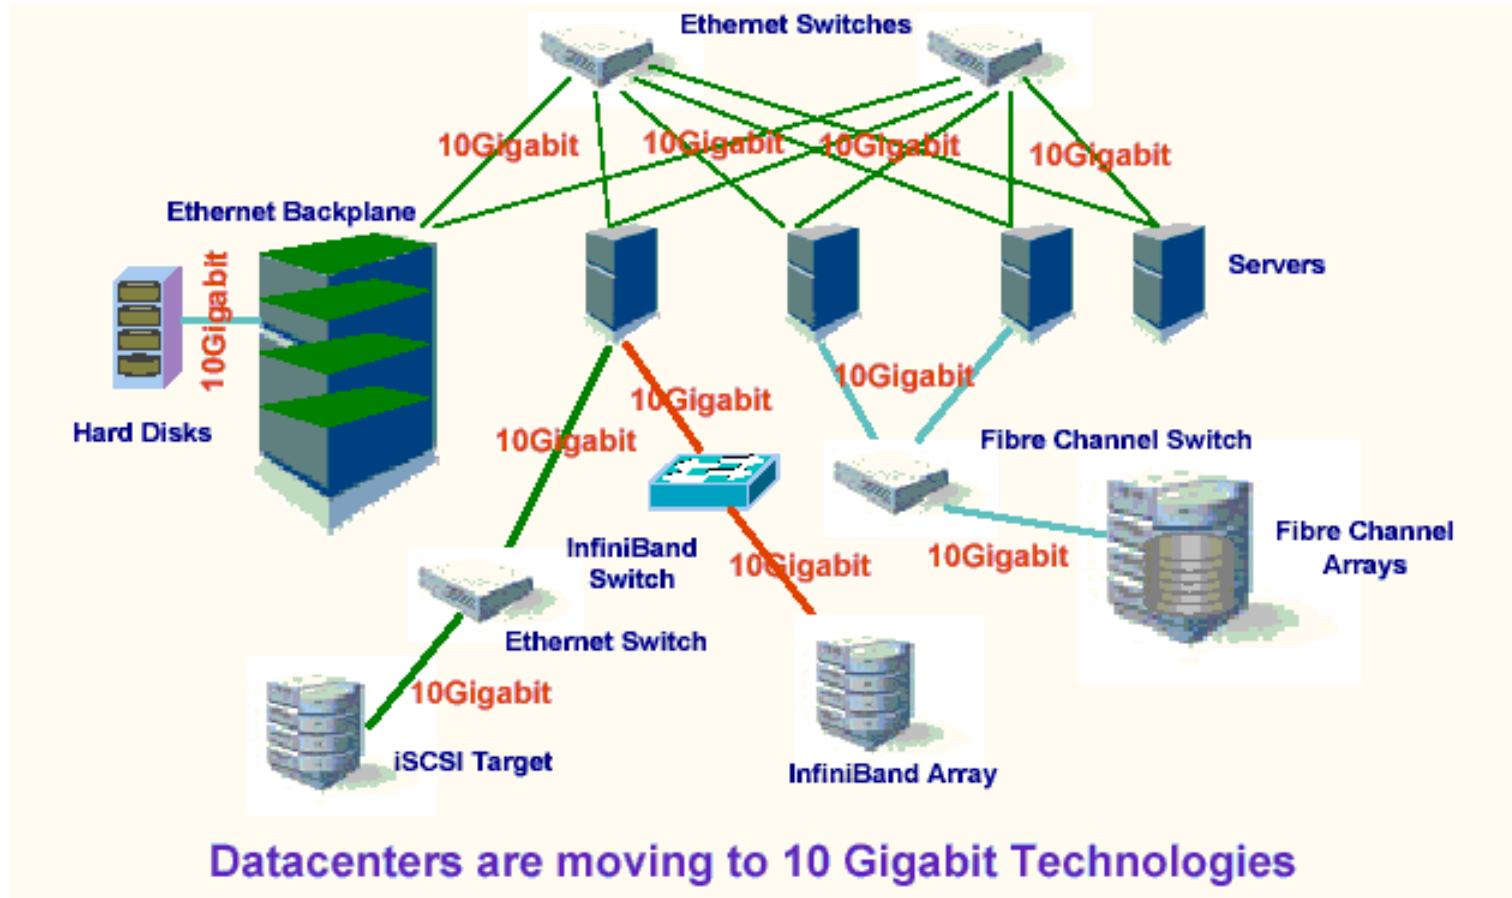 Ethernet Switches
10Gigabit
10Gigabit
10Gigabit
10Gigabit
Ethernet Backplane
Servers
10Gigabit
Hard Disks
10Gigabit
10Gigabit
10Gigabit
Fibre Channel Switch
Fibre Channel
Arrays
InfiniBand
Switch
10Gigabit
10Gigabit
Ethernet Switch
10Gigabit
iSCSI Target
InfiniBand Array
Datacenters are moving to 10 Gigabit Technologies